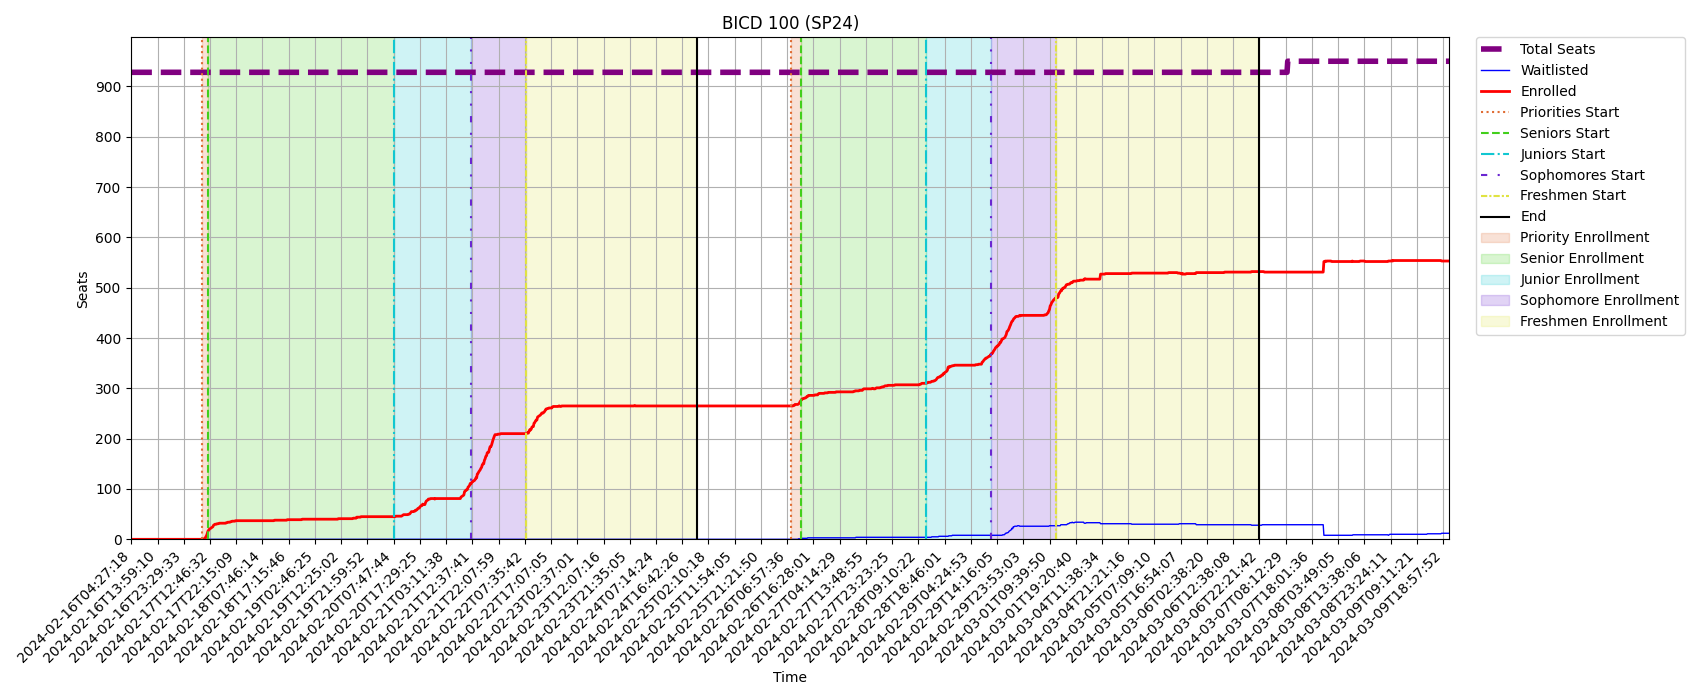 BICD 100 (SP24)
Seats
900
800
700
600
500
400
300
200
100
0
2024-02-16T04:27:18
2024-02-16T13:59:10
2024-02-16T23:29:33
2024-02-17T12:46:32
2024-02-17T22:15:09
2024-02-18T07:46:14
2024-02-18T17:15:46
2024-02-19T02:46:25
2024-02-19T12:25:02
2024-02-19T21:59:52
2024-02-20T07:47:44
2024-02-20T17:29:25
2024-02-21T03:11:38
2024-02-21T12:37:41
2024-02-21T22:07:59
2024-02-22T07:35:42
2024-02-22T17:07:05
2024-02-23T02:37:01
2024-02-23T12:07:16
2024-02-23T21:35:05
2024-02-24T07:14:24
2024-02-24T16:42:26
2024-02-25T02:10:18
2024-02-25T11:54:05
2024-02-25T21:21:50
2024-02-26T06:57:36
2024-02-26T16:28:01
2024-02-27T04:14:29
2024-02-27T13:48:55
2024-02-27T23:23:25
2024-02-28T09:10:22
2024-02-28T18:46:01
2024-02-29T04:24:53
2024-02-29T14:16:05
2024-02-29T23:53:03
2024-03-01T09:39:50
2024-03-01T19:20:40
2024-03-04T11:38:34
2024-03-04T21:21:16
2024-03-05T07:09:10
2024-03-05T16:54:07
2024-03-06T02:38:20
2024-03-06T12:38:08
2024-03-06T22:21:42
2024-03-07T08:12:29
2024-03-07T18:01:36
2024-03-08T03:49:05
2024-03-08T13:38:06
2024-03-08T23:24:11
2024-03-09T09:11:21
2024-03-09T18:57:52
Time
Total Seats
Waitlisted
Enrolled
Priorities Start
Seniors Start
Juniors Start
Sophomores Start
Freshmen Start
End
Priority Enrollment
Senior Enrollment
Junior Enrollment
Sophomore Enrollment
Freshmen Enrollment